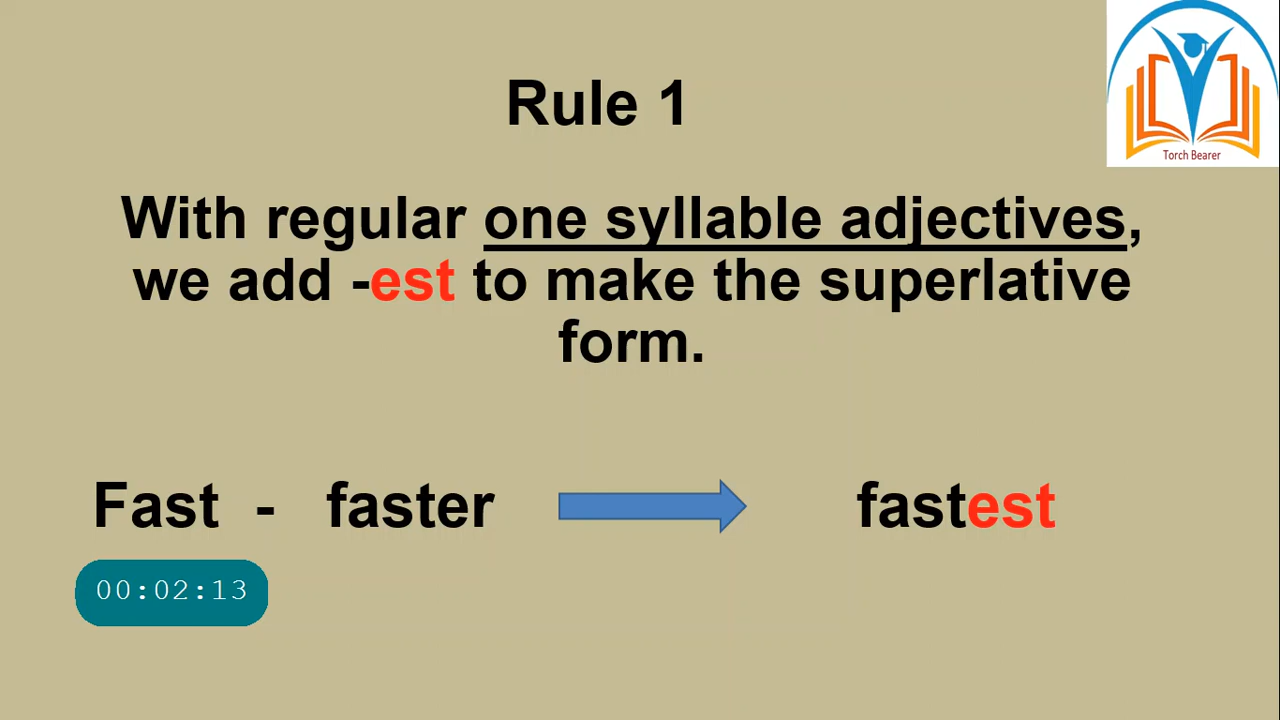 Torch Bearer
Rule 1
With regular one syllable adjectives,
we add -est to make the superlative
form.
Fast - faster fastest
00:02:13